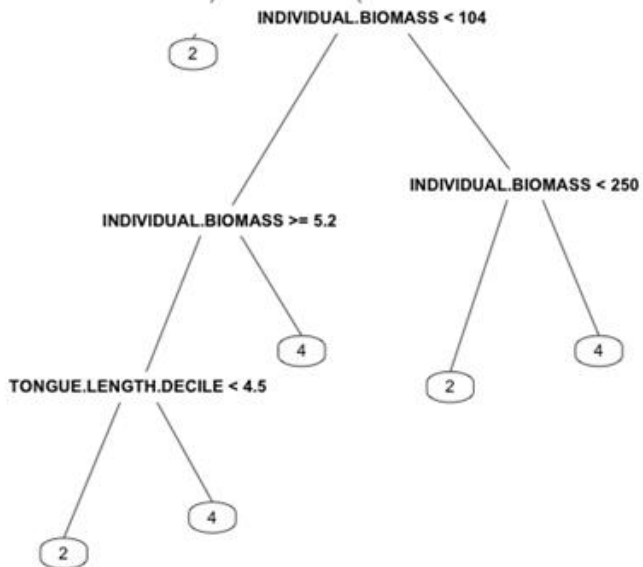 INDIVIDUAL.BIOMASS < 104
2
INDIVIDUAL.BIOMASS < 250
INDIVIDUAL.BIOMASS >= 5.2
4
4
2
TONGUE.LENGTH.DECILE < 4.5
4
2